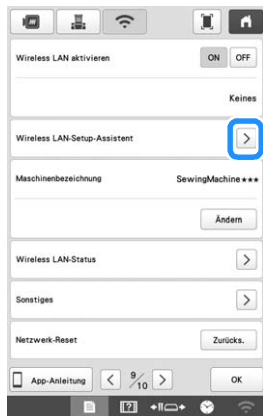 Wireless LAN aktivieren ON OFF
Keines
Wireless LAN-Setup-Assistent >
Maschinenbezeichnung SewingMachine★★★
Ändern
Wireless LAN-Status >
Sonstiges >
Netzwerk-Reset Zurücks.
App-Anleitung < 9/10 > OK